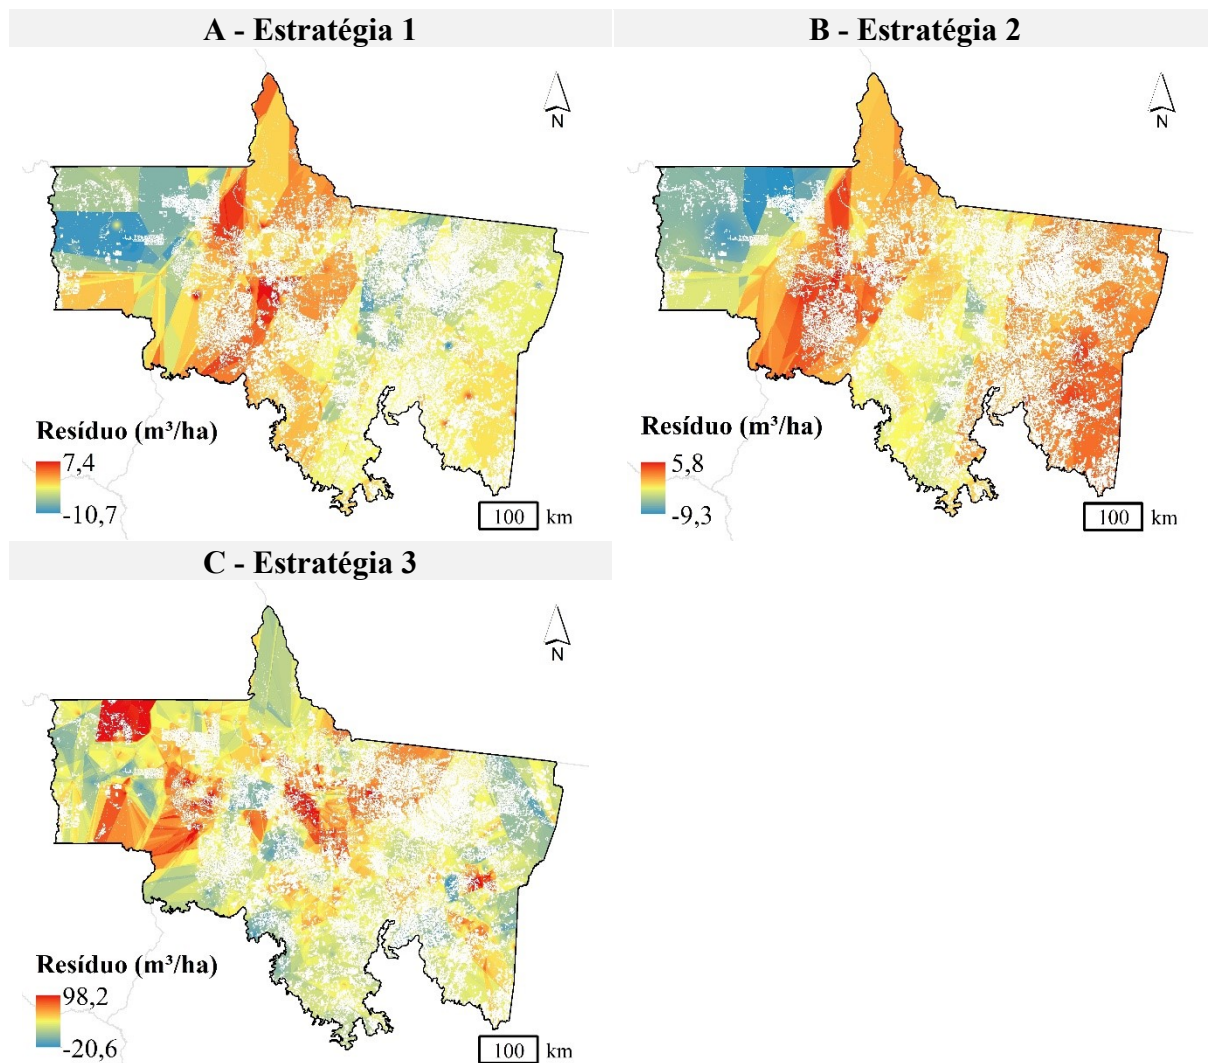 A - Estratégia 1
N
Resíduo (m³/ha)
7,4
-10,7
100 km
B - Estratégia 2
N
Resíduo (m³/ha)
5,8
-9,3
100 km
C - Estratégia 3
N
Resíduo (m³/ha)
98,2
-20,6
100 km